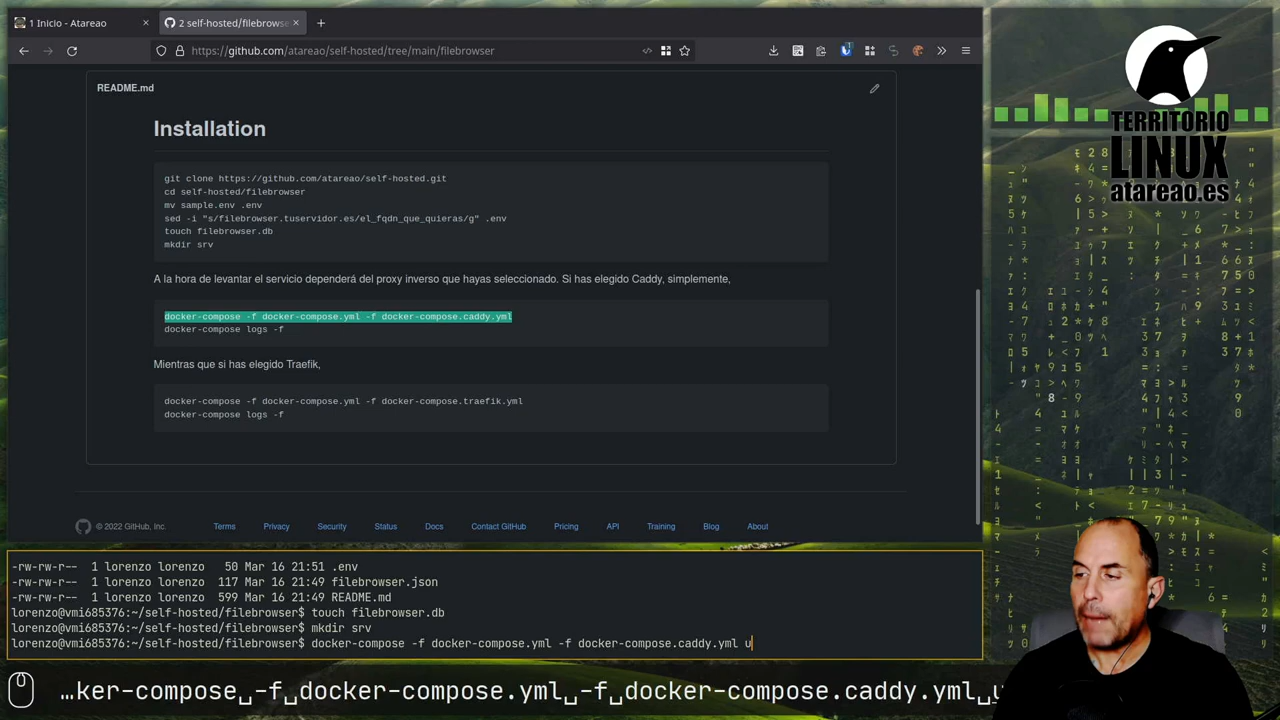 1 Inicio - Atareao
2 self-hosted/filebrowse
https://github.com/atareao/self-hosted/tree/main/filebrowser
README.md
Installation
git clone https://github.com/atareao/self-hosted.git
cd self-hosted/filebrowser
mv sample.env .env
sed -i "s/filebrowser.tuservidor.es/el_fqdn_que_quieras/g" .env
touch filebrowser.db
mkdir srv
A la hora de levantar el servicio dependerá del proxy inverso que hayas seleccionado. Si has elegido Caddy, simplemente,
docker-compose -f docker-compose.yml -f docker-compose.caddy.yml
docker-compose logs -f
Mientras que si has elegido Traefik,
docker-compose -f docker-compose.yml -f docker-compose.traefik.yml
docker-compose logs -f
© 2022 GitHub, Inc.
Terms
Privacy
Security
Status
Docs
Contact GitHub
Pricing
API
Training
Blog
About
-rw-rw-r-- 1 lorenzo lorenzo 50 Mar 16 21:51 .env
-rw-rw-r-- 1 lorenzo lorenzo 117 Mar 16 21:49 filebrowser.json
-rw-rw-r-- 1 lorenzo lorenzo 599 Mar 16 21:49 README.md
lorenzo@vmi685376:~/self-hosted/filebrowser$ touch filebrowser.db
lorenzo@vmi685376:~/self-hosted/filebrowser$ mkdir srv
lorenzo@vmi685376:~/self-hosted/filebrowser$ docker-compose -f docker-compose.yml -f docker-compose.caddy.yml u
…ker-compose␣-f␣docker-compose.yml␣-f␣docker-compose.caddy.yml␣u
TERRITORIO
LINUX
atareao.es